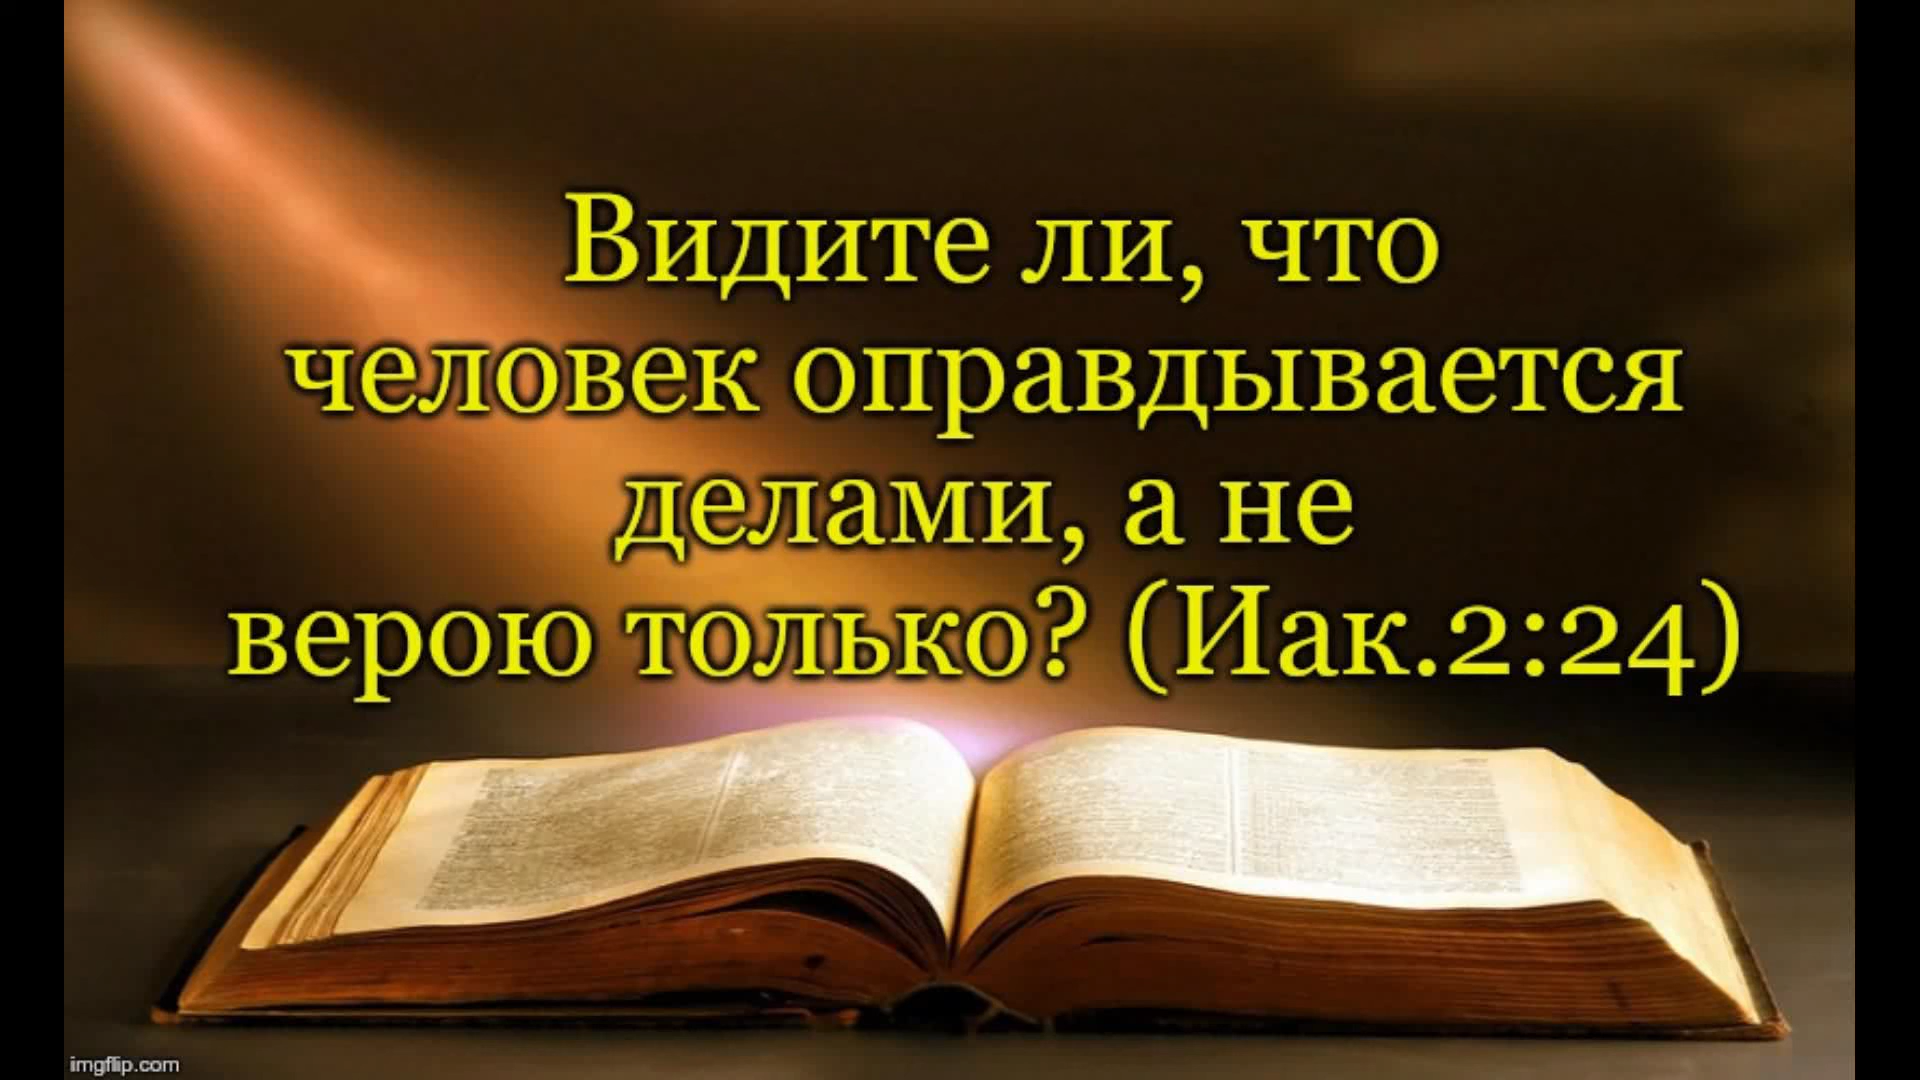 Видите ли, что
человек оправдывается
делами, а не
верою только? (Иак.2:24)
imgflip.com